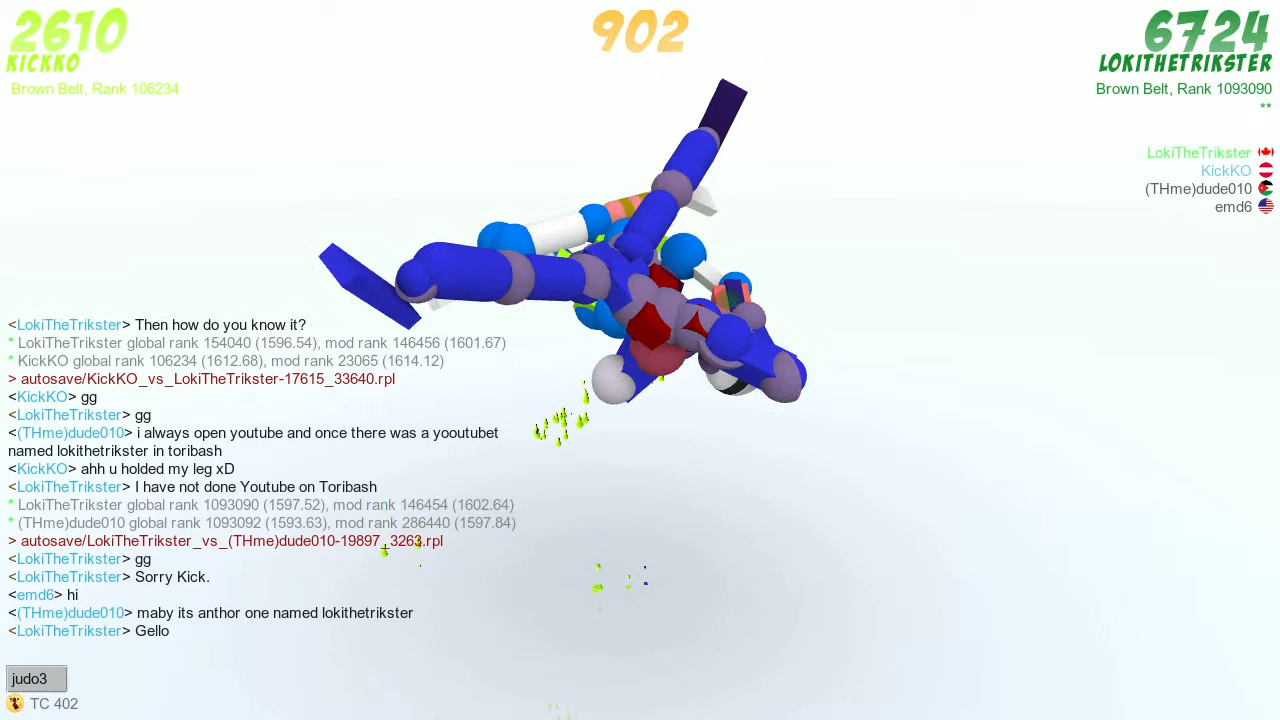 2610
KICKKO
Brown Belt, Rank 106234
902
6724
LOKITHETRIKSTER
Brown Belt, Rank 1093090
**
LokiTheTrikster
KickKO
(THme)dude010
emd6
<LokiTheTrikster> Then how do you know it?
* LokiTheTrikster global rank 154040 (1596.54), mod rank 146456 (1601.67)
* KickKO global rank 106234 (1612.68), mod rank 23065 (1614.12)
> autosave/KickKO_vs_LokiTheTrikster-17615_33640.rpl
<KickKO> gg
<LokiTheTrikster> gg
<(THme)dude010> i always open youtube and once there was a yooutubet
named lokithetrikster in toribash
<KickKO> ahh u holded my leg xD
<LokiTheTrikster> I have not done Youtube on Toribash
* LokiTheTrikster global rank 1093090 (1597.52), mod rank 146454 (1602.64)
* (THme)dude010 global rank 1093092 (1593.63), mod rank 286440 (1597.84)
> autosave/LokiTheTrikster_vs_(THme)dude010-19897_3263.rpl
<LokiTheTrikster> gg
<LokiTheTrikster> Sorry Kick.
<emd6> hi
<(THme)dude010> maby its anthor one named lokithetrikster
<LokiTheTrikster> Gello
judo3
TC 402